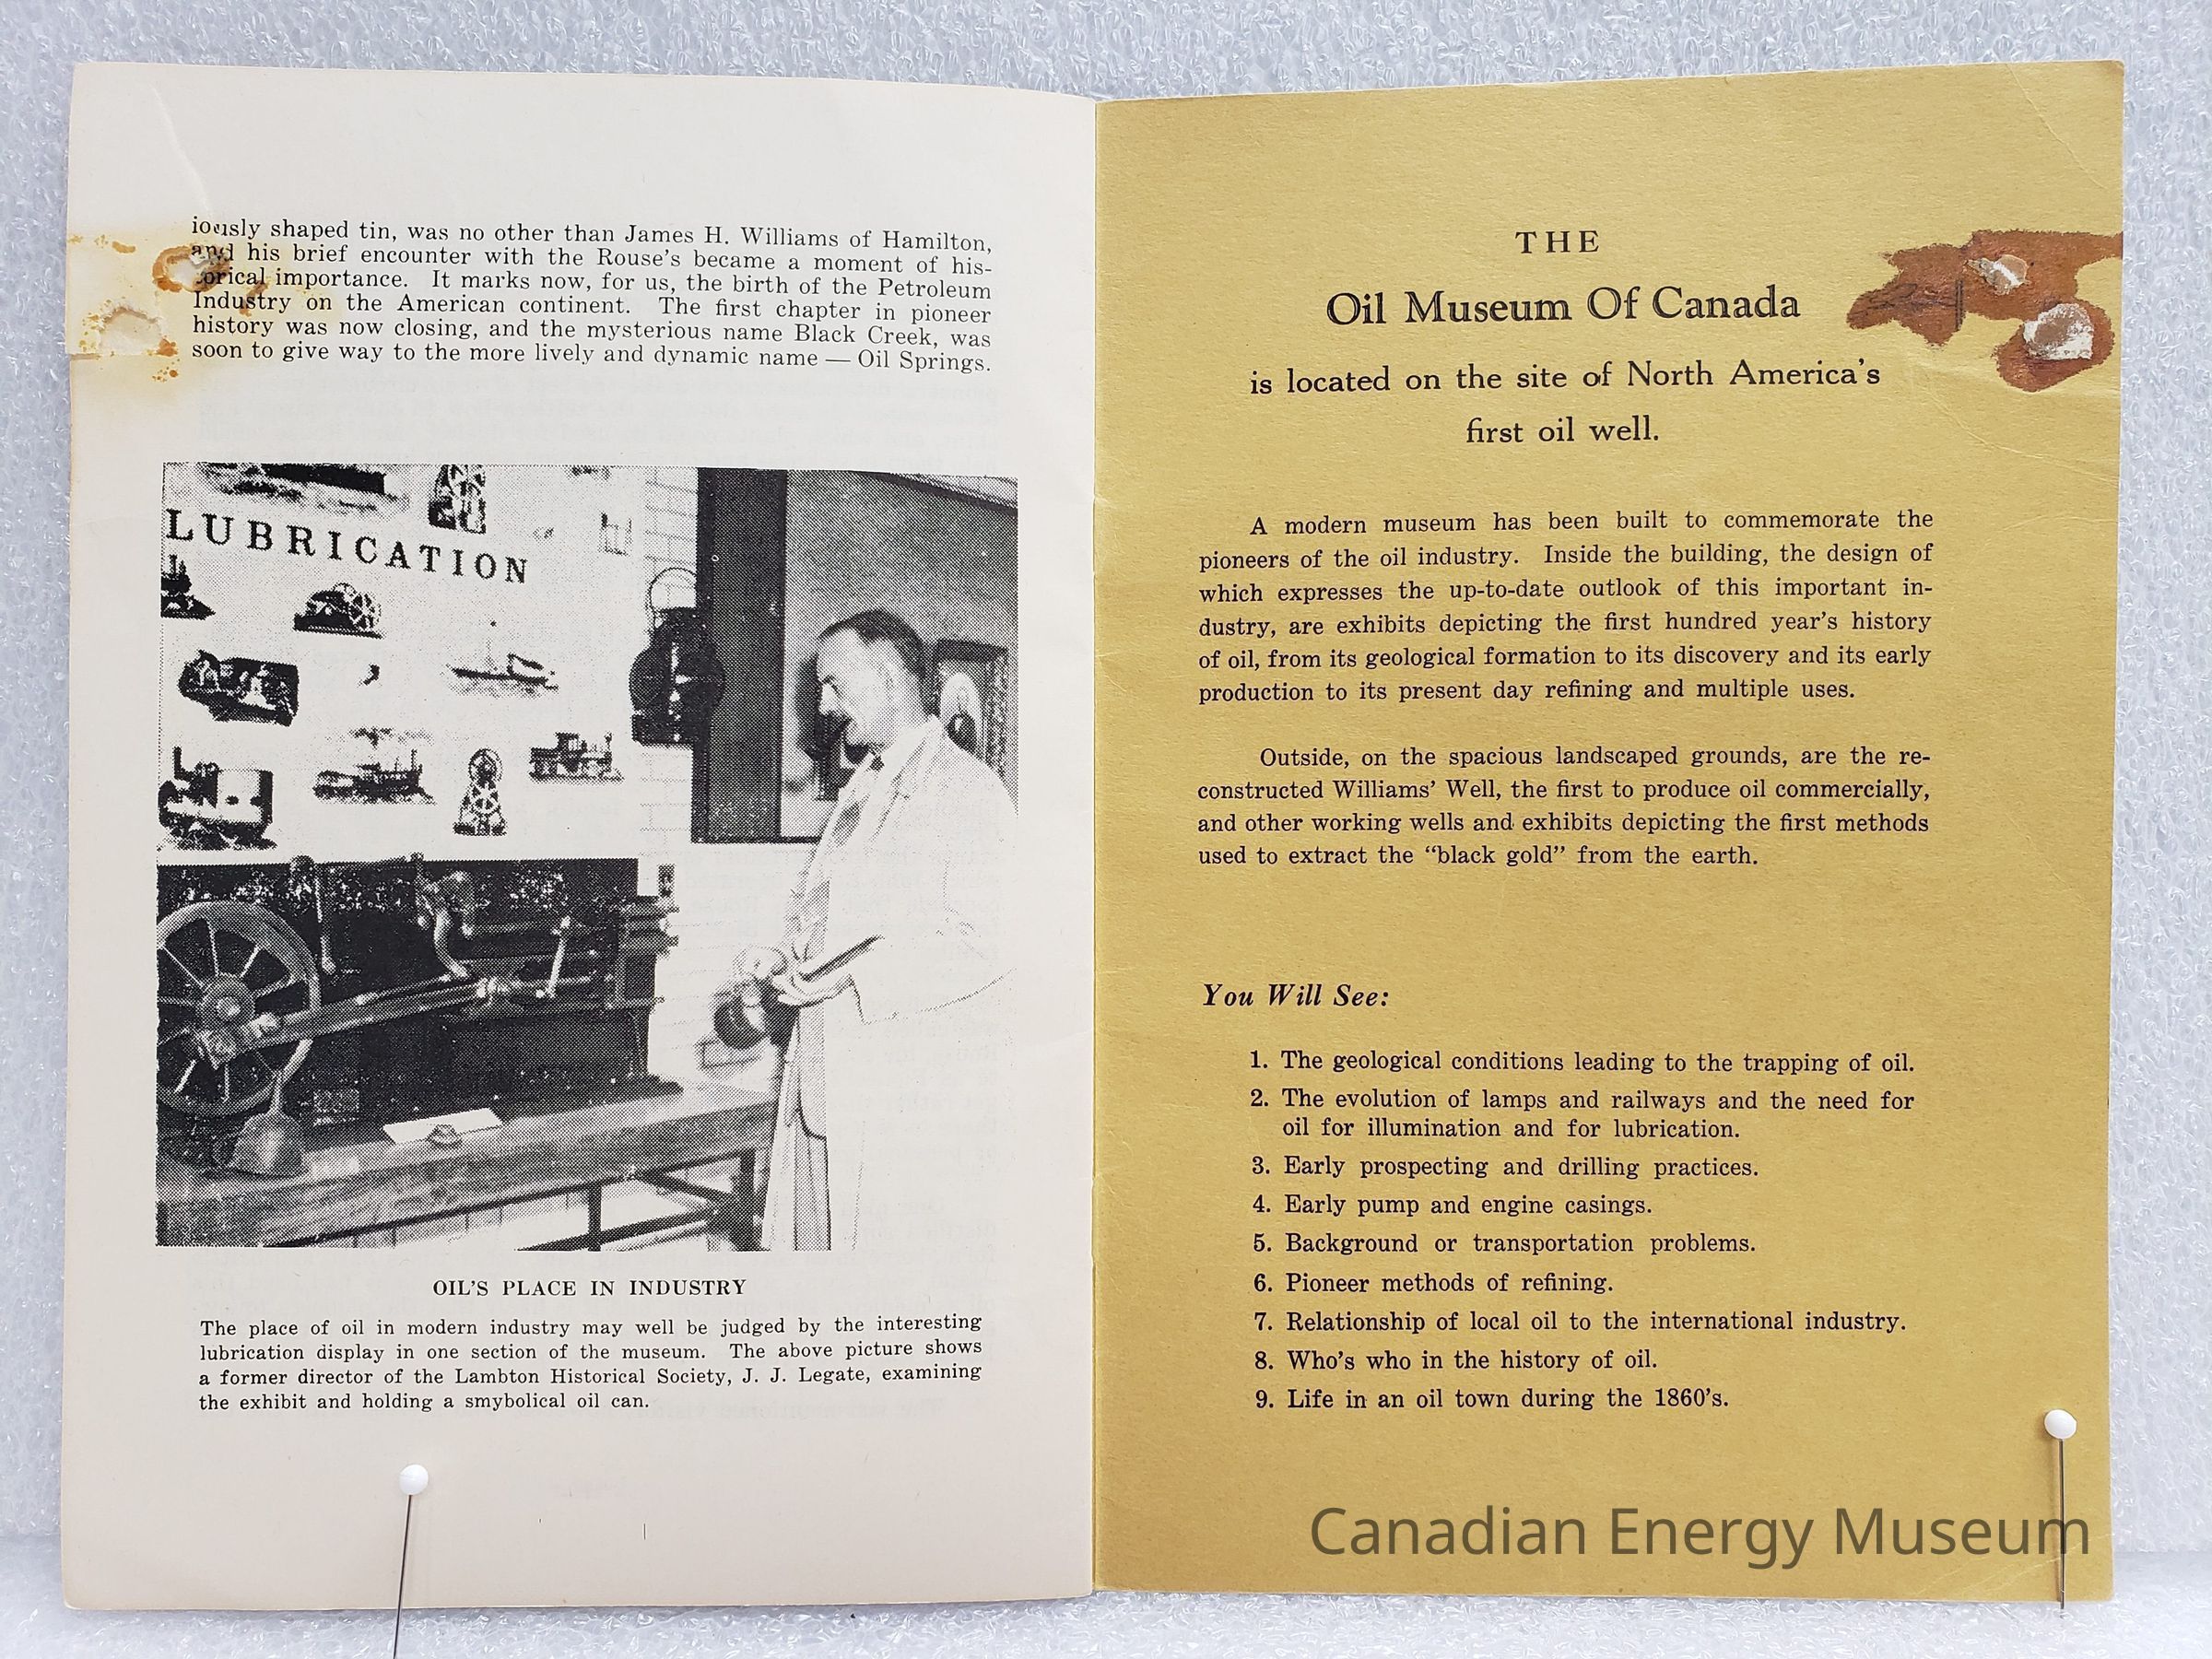 iously shaped tin, was no other than James H. Williams of Hamilton,
and his brief encounter with the Rouse's became a moment of his-
orical importance. It marks now, for us, the birth of the Petroleum
Industry on the American continent. The first chapter in pioneer
history was now closing, and the mysterious name Black Creek, was
soon to give way to the more lively and dynamic name — Oil Springs.
LUBRICATION
OIL'S PLACE IN INDUSTRY
The place of oil in modern industry may well be judged by the interesting
lubrication display in one section of the museum. The above picture shows
a former director of the Lambton Historical Society, J. J. Legate, examining
the exhibit and holding a smybolical oil can.
THE
Oil Museum Of Canada
is located on the site of North America's
first oil well.
A modern museum has been built to commemorate the
pioneers of the oil industry. Inside the building, the design of
which expresses the up-to-date outlook of this important in-
dustry, are exhibits depicting the first hundred year's history
of oil, from its geological formation to its discovery and its early
production to its present day refining and multiple uses.
Outside, on the spacious landscaped grounds, are the re-
constructed Williams' Well, the first to produce oil commercially,
and other working wells and exhibits depicting the first methods
used to extract the “black gold” from the earth.
You Will See:
1. The geological conditions leading to the trapping of oil.
2. The evolution of lamps and railways and the need for
oil for illumination and for lubrication.
3. Early prospecting and drilling practices.
4. Early pump and engine casings.
5. Background or transportation problems.
6. Pioneer methods of refining.
7. Relationship of local oil to the international industry.
8. Who's who in the history of oil.
9. Life in an oil town during the 1860's.
Canadian Energy Museum